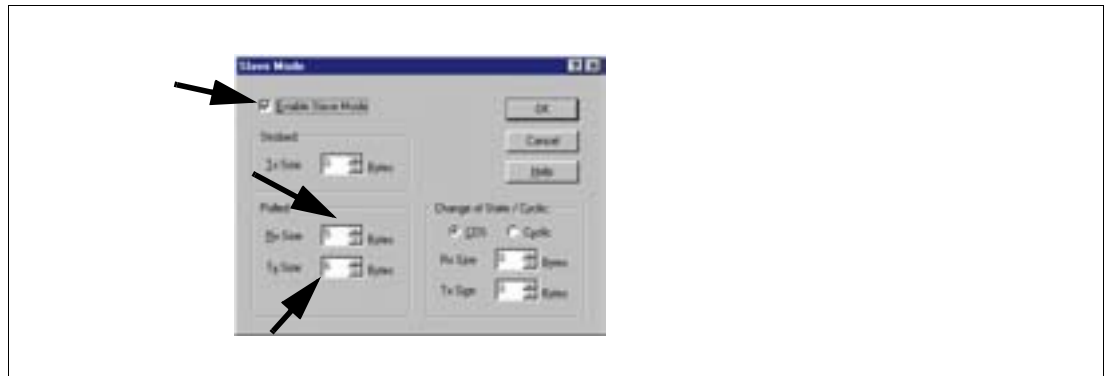 Slave Mode
Enable Slave Mode
OK
Strobed
Cancel
Tx Size Bytes
Help
Polled
Change of State / Cyclic
COS Cyclic
Rx Size Bytes
Rx Size Bytes
Tx Size Bytes
Tx Size Bytes